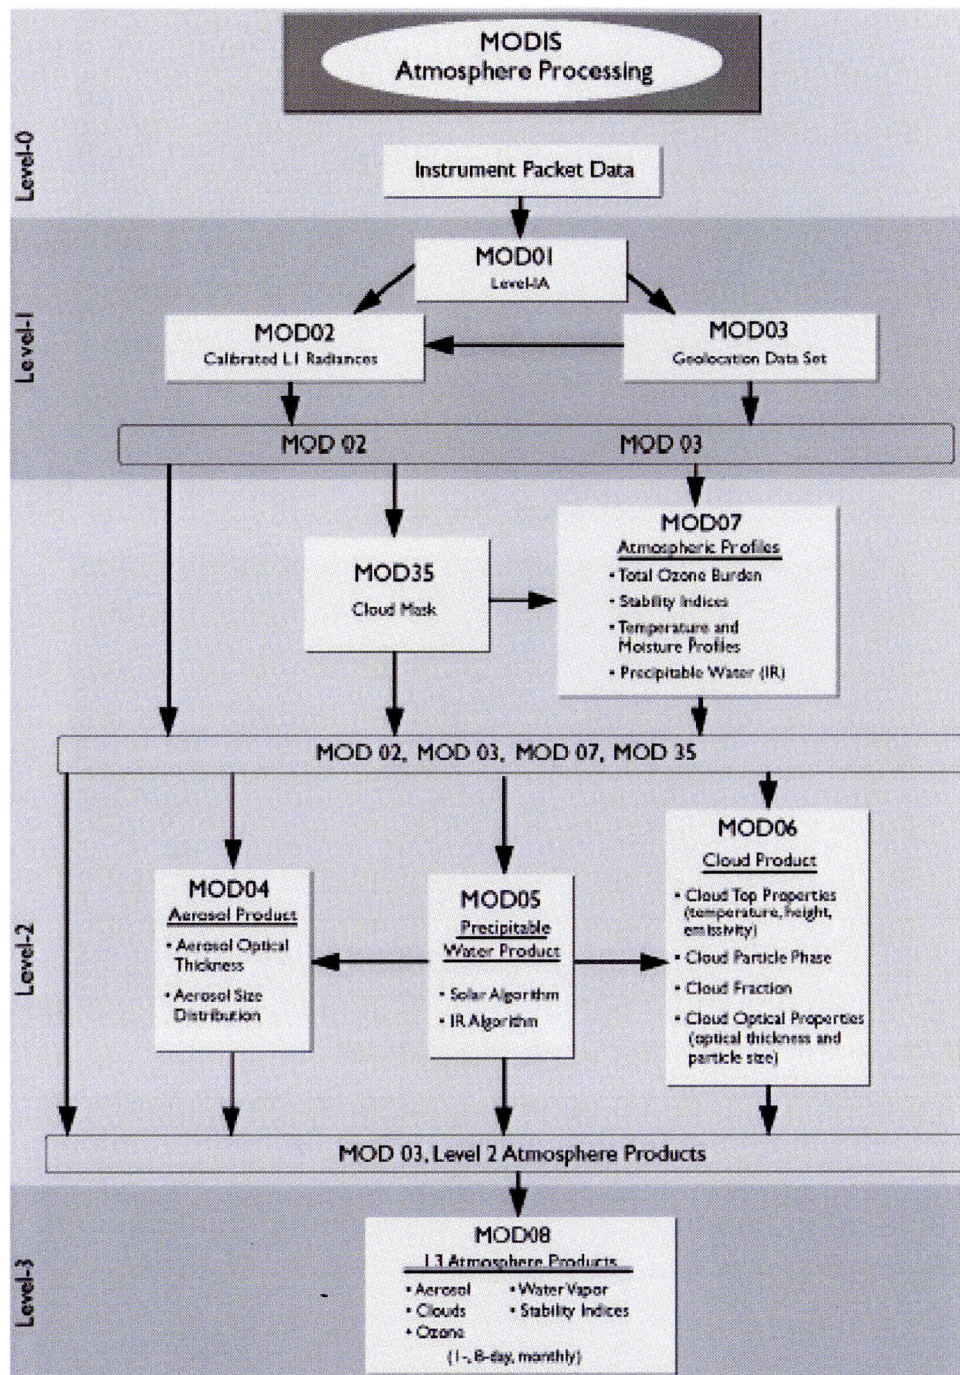 MODIS
Atmosphere Processing
Level-0
Instrument Packet Data
Level-1
MOD01
Level-1A
MOD02
Calibrated L1 Radiances
MOD03
Geolocation Data Set
MOD 02
MOD 03
MOD35
Cloud Mask
MOD07
Atmospheric Profiles
• Total Ozone Burden
• Stability Indices
• Temperature and
Moisture Profiles
• Precipitable Water (IR)
MOD 02, MOD 03, MOD 07, MOD 35
Level-2
MOD04
Aerosol Product
• Aerosol Optical
Thickness
• Aerosol Size
Distribution
MOD05
Precipitable
Water Product
• Solar Algorithm
• IR Algorithm
MOD06
Cloud Product
• Cloud Top Properties
(temperature, height,
emissivity)
• Cloud Particle Phase
• Cloud Fraction
• Cloud Optical Properties
(optical thickness and
particle size)
MOD 03, Level 2 Atmosphere Products
Level-3
MOD08
L3 Atmosphere Products
• Aerosol
• Clouds
• Ozone
• Water Vapor
• Stability Indices
(1-, 8-day, monthly)